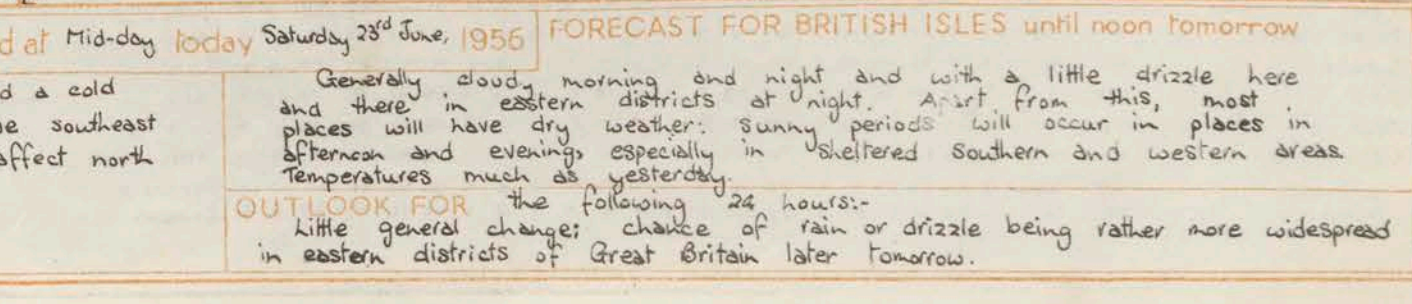 d at Mid-day today Saturday 23rd June, 1956
FORECAST FOR BRITISH ISLES until noon tomorrow
d a cold
e southeast
affect north
Generally cloudy morning and night and with a little drizzle here
and there in eastern districts at night. Apart from this, most
places will have dry weather: Sunny periods will occur in places in
afternoon and evening, especially in sheltered Southern and western areas.
Temperatures much as yesterday.
OUTLOOK FOR the following 24 hours:-
Little general change; chance of rain or drizzle being rather more widespread
in eastern districts of Great Britain later tomorrow.